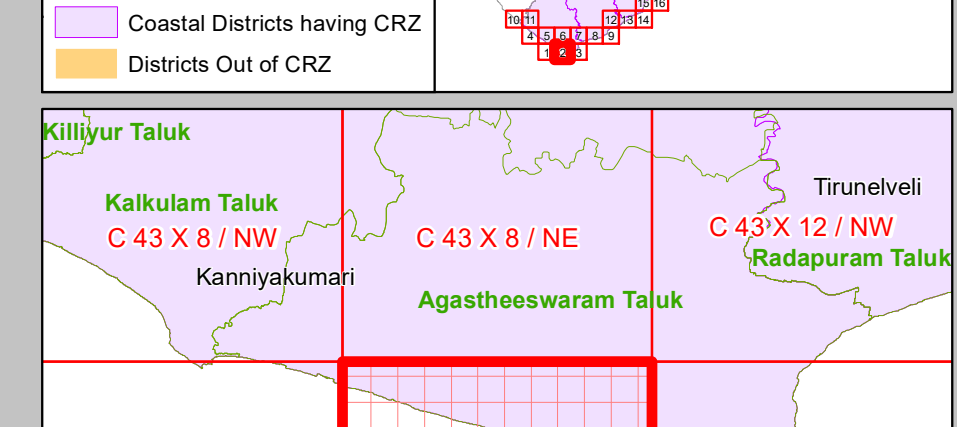 Coastal Districts having CRZ
Districts Out of CRZ
15 16
10 11 12 13 14
4 5 6 7 8 9
1 2 3
Killiyur Taluk
Tirunelveli
Kalkulam Taluk
C 43 X 8 / NW
C 43 X 8 / NE
C 43 X 12 / NW
Radapuram Taluk
Kanniyakumari
Agastheeswaram Taluk